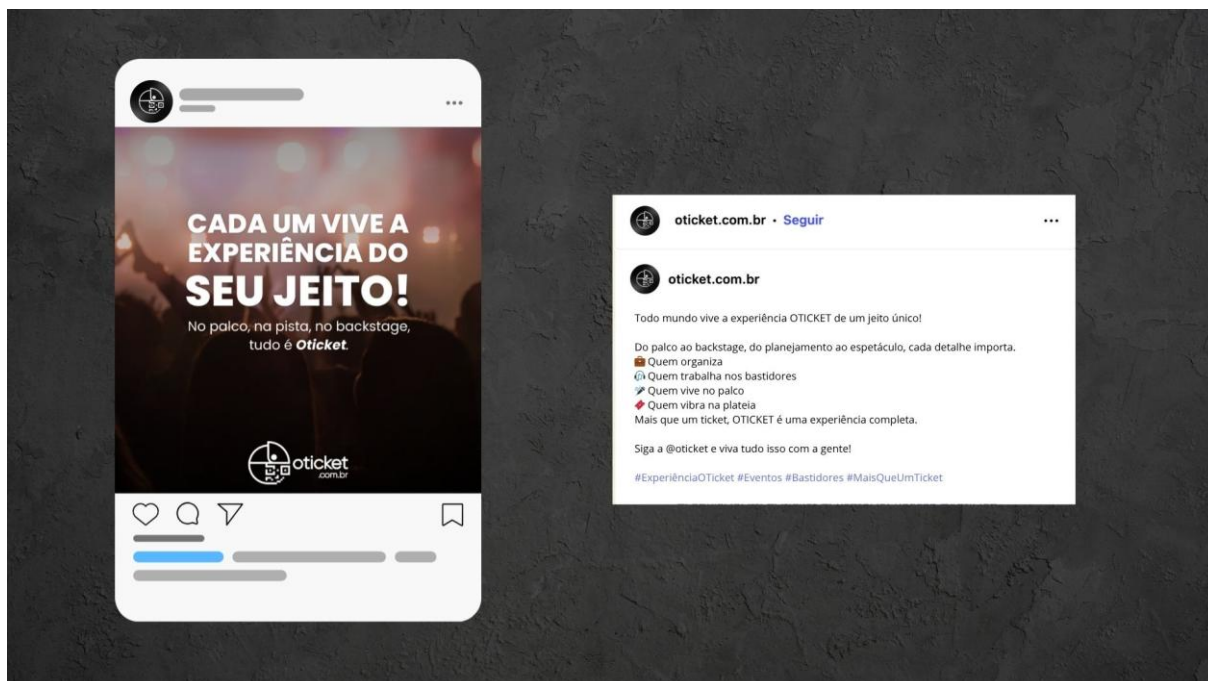 CADA UM VIVE A
EXPERIÊNCIA DO
SEU JEITO!
No palco, na pista, no backstage,
tudo é Oticket.
oticket
.com.br
oticket.com.br • Seguir
oticket.com.br
Todo mundo vive a experiência OTICKET de um jeito único!
Do palco ao backstage, do planejamento ao espetáculo, cada detalhe importa.
💼 Quem organiza
🎧 Quem trabalha nos bastidores
🎤 Quem vive no palco
🎟 Quem vibra na plateia
Mais que um ticket, OTICKET é uma experiência completa.
Siga a @oticket e viva tudo isso com a gente!
#ExperiênciaOTicket #Eventos #Bastidores #MaisQueUmTicket